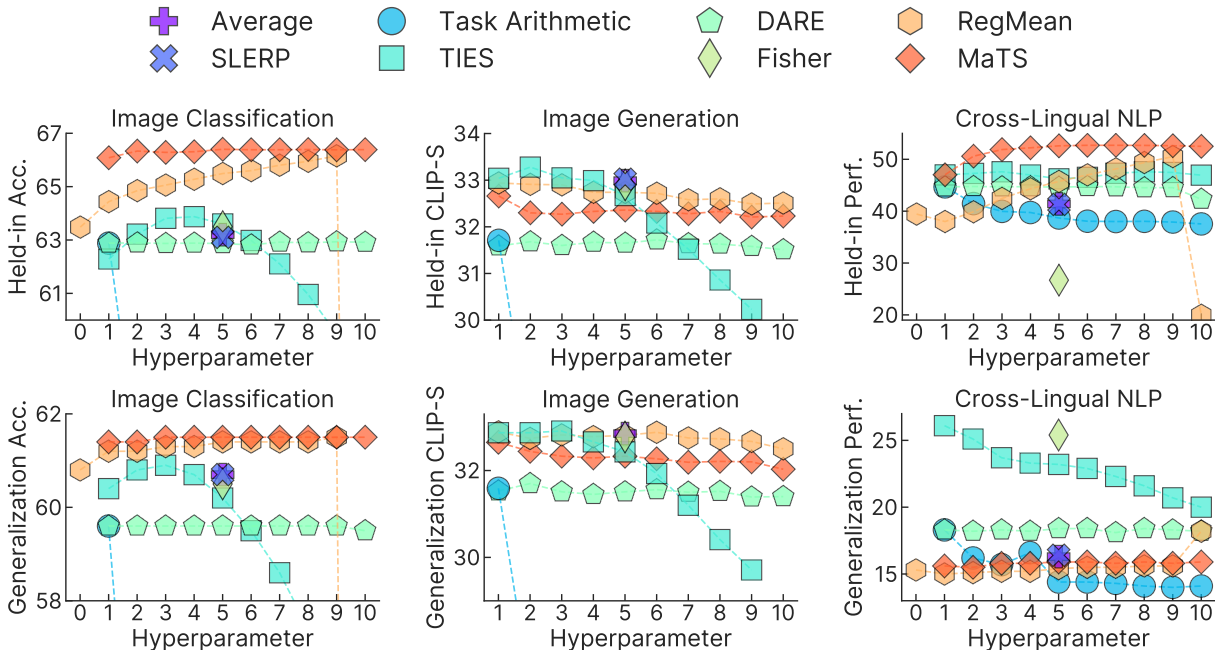 Average Task Arithmetic DARE RegMean
SLERP TIES Fisher MaTS
Image Classification
Held-in Acc.
67
65
63
61
0 1 2 3 4 5 6 7 8 9 10
Hyperparameter
Image Generation
Held-in CLIP-S
34
33
32
31
30
1 2 3 4 5 6 7 8 9 10
Hyperparameter
Cross-Lingual NLP
Held-in Perf.
50
40
30
20
0 1 2 3 4 5 6 7 8 9 10
Hyperparameter
Image Classification
Generalization Acc.
62
60
58
0 1 2 3 4 5 6 7 8 9 10
Hyperparameter
Image Generation
Generalization CLIP-S
32
30
1 2 3 4 5 6 7 8 9 10
Hyperparameter
Cross-Lingual NLP
Generalization Perf.
25
20
15
0 1 2 3 4 5 6 7 8 9 10
Hyperparameter